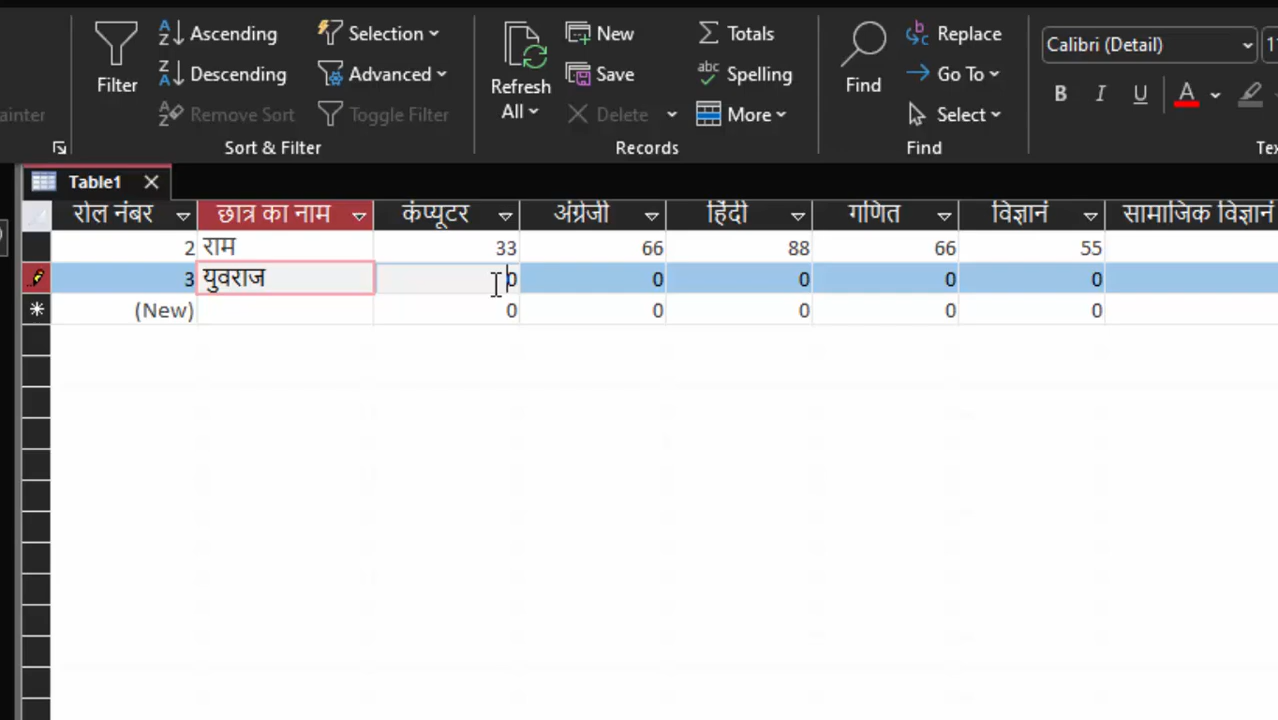 Filter
Ascending
Descending
Remove Sort
Selection
Advanced
Toggle Filter
Sort & Filter
Refresh All
New
Save
Delete
Totals
Spelling
More
Records
Find
Replace
Go To
Select
Find
Calibri (Detail)
B I U A
Table1
रोल नंबर छात्र का नाम कंप्यूटर अंग्रेजी हिंदी गणित विज्ञानं सामाजिक विज्ञानं
2 राम 33 66 88 66 55
3 युवराज 0 0 0 0 0
(New) 0 0 0 0 0